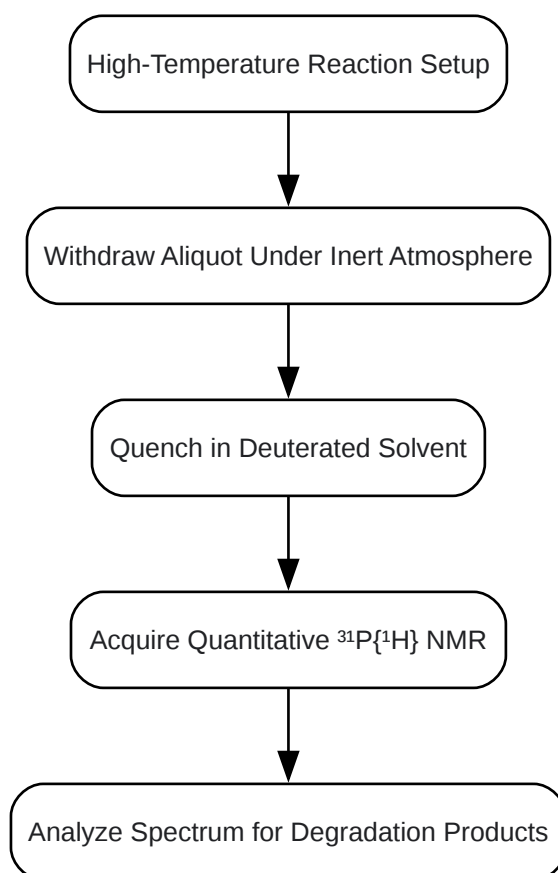 High-Temperature Reaction Setup
Withdraw Aliquot Under Inert Atmosphere
Quench in Deuterated Solvent
Acquire Quantitative ³¹P{¹H} NMR
Analyze Spectrum for Degradation Products